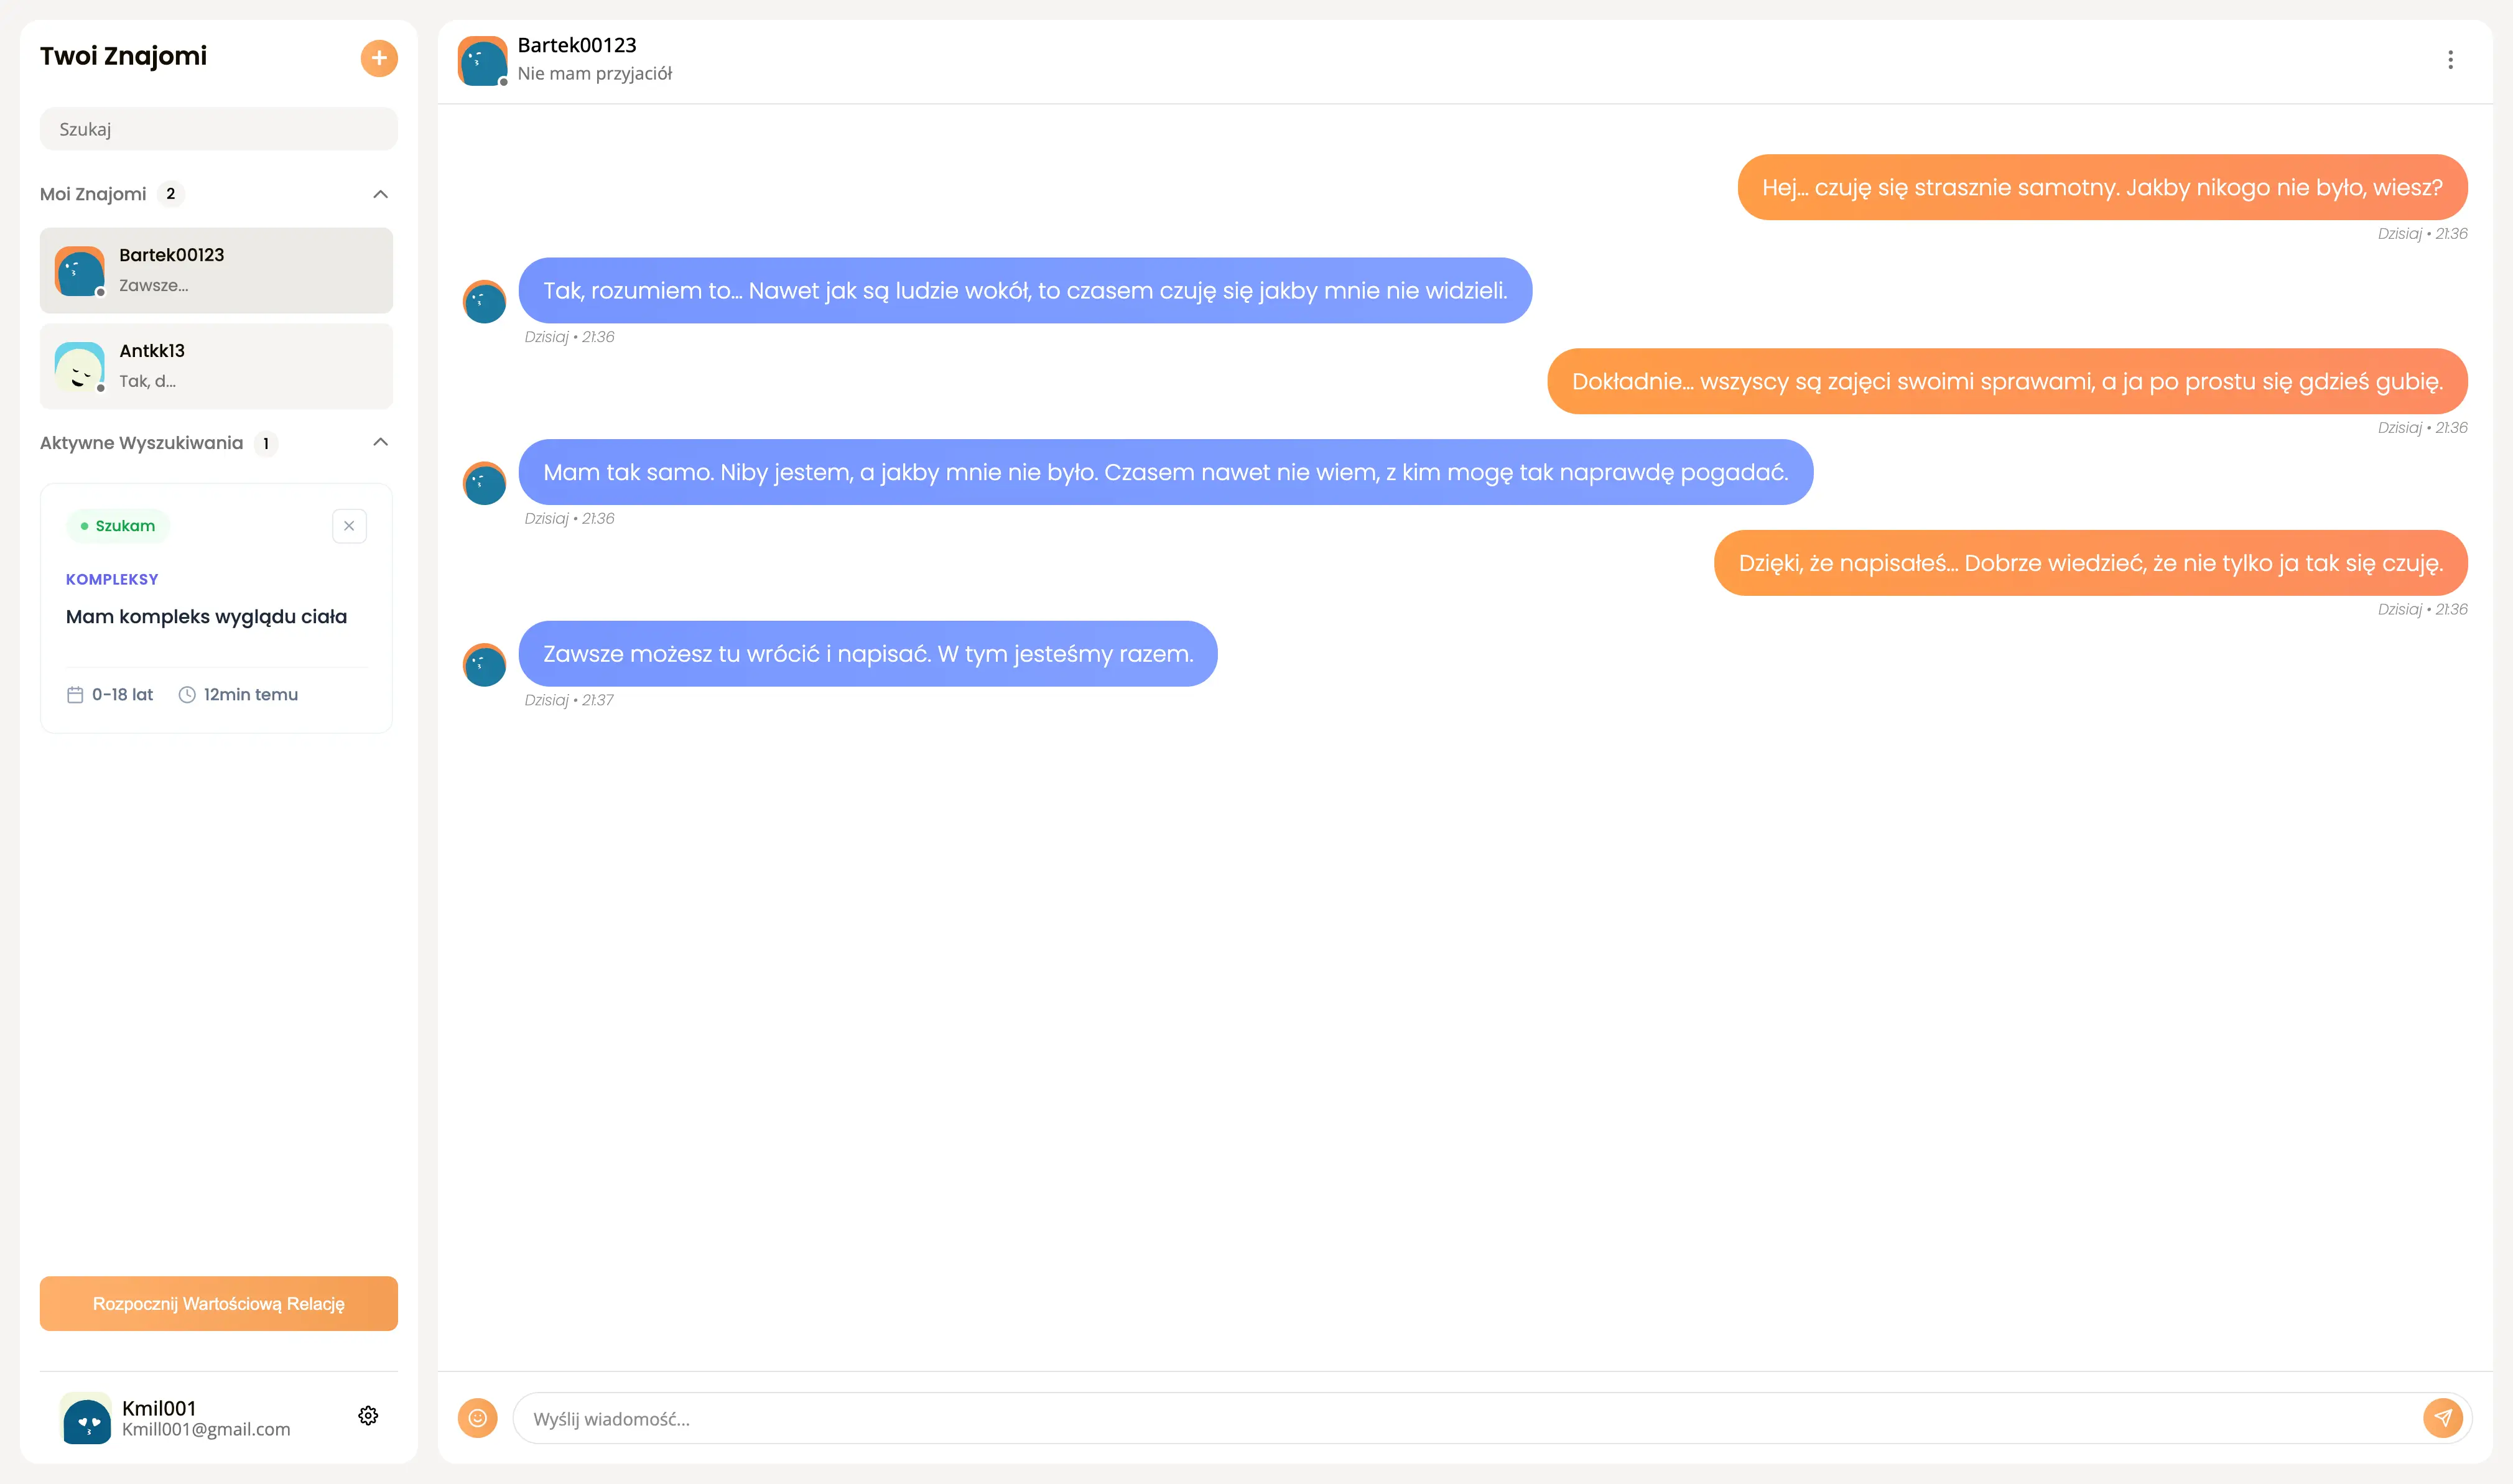 Twoi Znajomi
Szukaj
Moi Znajomi 2
Bartek00123
Zawsze...
Antkk13
Tak, d...
Aktywne Wyszukiwania 1
Szukam
KOMPLEKSY
Mam kompleks wyglądu ciała
0-18 lat 12min temu
Rozpocznij Wartościową Relację
Kmil001
Kmill001@gmail.com
Bartek00123
Nie mam przyjaciół
Hej... czuję się strasznie samotny. Jakby nikogo nie było, wiesz?
Dzisiaj • 21:36
Tak, rozumiem to... Nawet jak są ludzie wokół, to czasem czuję się jakby mnie nie widzieli.
Dzisiaj • 21:36
Dokładnie... wszyscy są zajęci swoimi sprawami, a ja po prostu się gdzieś gubię.
Dzisiaj • 21:36
Mam tak samo. Niby jestem, a jakby mnie nie było. Czasem nawet nie wiem, z kim mogę tak naprawdę pogadać.
Dzisiaj • 21:36
Dzięki, że napisałeś... Dobrze wiedzieć, że nie tylko ja tak się czuję.
Dzisiaj • 21:36
Zawsze możesz tu wrócić i napisać. W tym jesteśmy razem.
Dzisiaj • 21:37
Wyślij wiadomość...